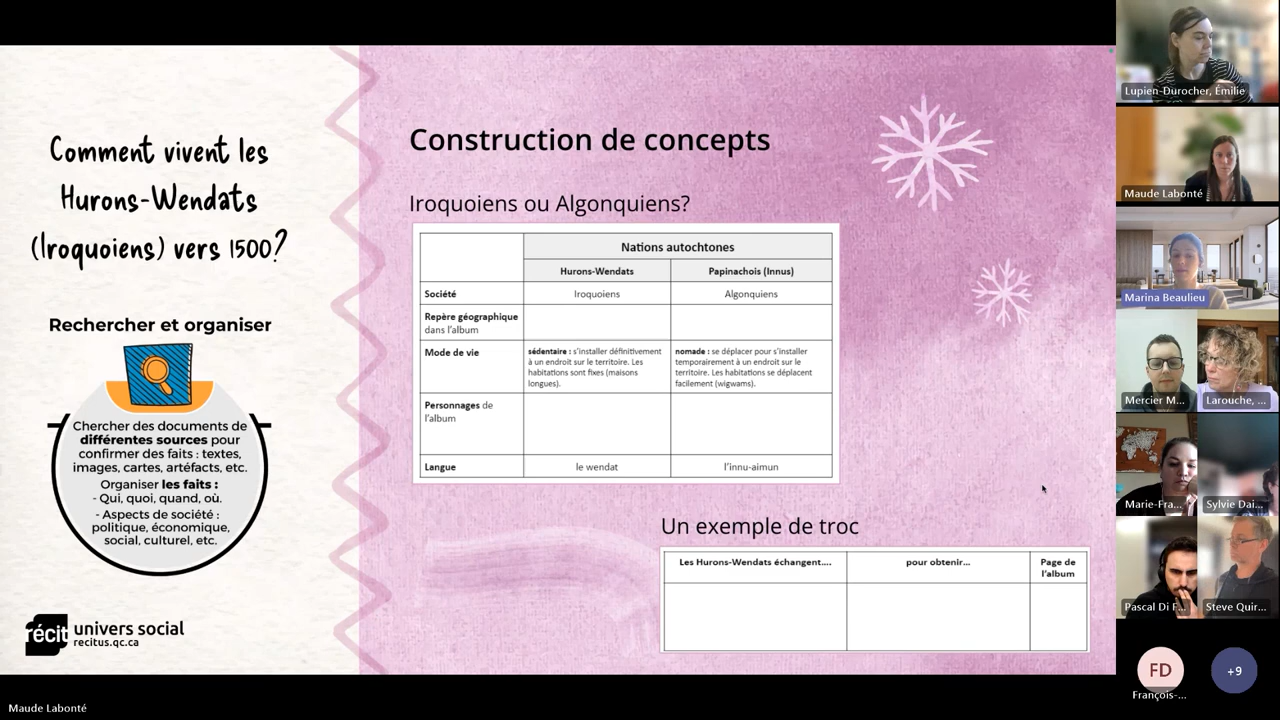 Comment vivent les
Hurons-Wendats
(Iroquoiens) vers 1500?
Rechercher et organiser
Chercher des documents de
différentes sources pour
confirmer des faits : textes,
images, cartes, artéfacts, etc.
Organiser les faits :
- Qui, quoi, quand, où.
- Aspects de société :
politique, économique,
social, culturel, etc.
récit univers social
recitus.qc.ca
Construction de concepts
Iroquoiens ou Algonquiens?
Nations autochtones
Hurons-Wendats Papinachois (Innus)
Société Iroquoiens Algonquiens
Repère géographique
dans l'album
Mode de vie
sédentaire : s'installer définitivement
à un endroit sur le territoire. Les
habitations sont fixes (maisons
longues).
nomade : se déplacer pour s'installer
temporairement à un endroit sur le
territoire. Les habitations se déplacent
facilement (wigwams).
Personnages de
l'album
Langue le wendat l'innu-aimun
Un exemple de troc
Les Hurons-Wendats échangent.... pour obtenir... Page de
l'album
Lupien-Durocher, Émilie
Maude Labonté
Marina Beaulieu
Mercier M... Larouche, ...
Marie-Fra... Sylvie Dai...
Pascal Di F... Steve Quir...
FD +9
François-...
Maude Labonté